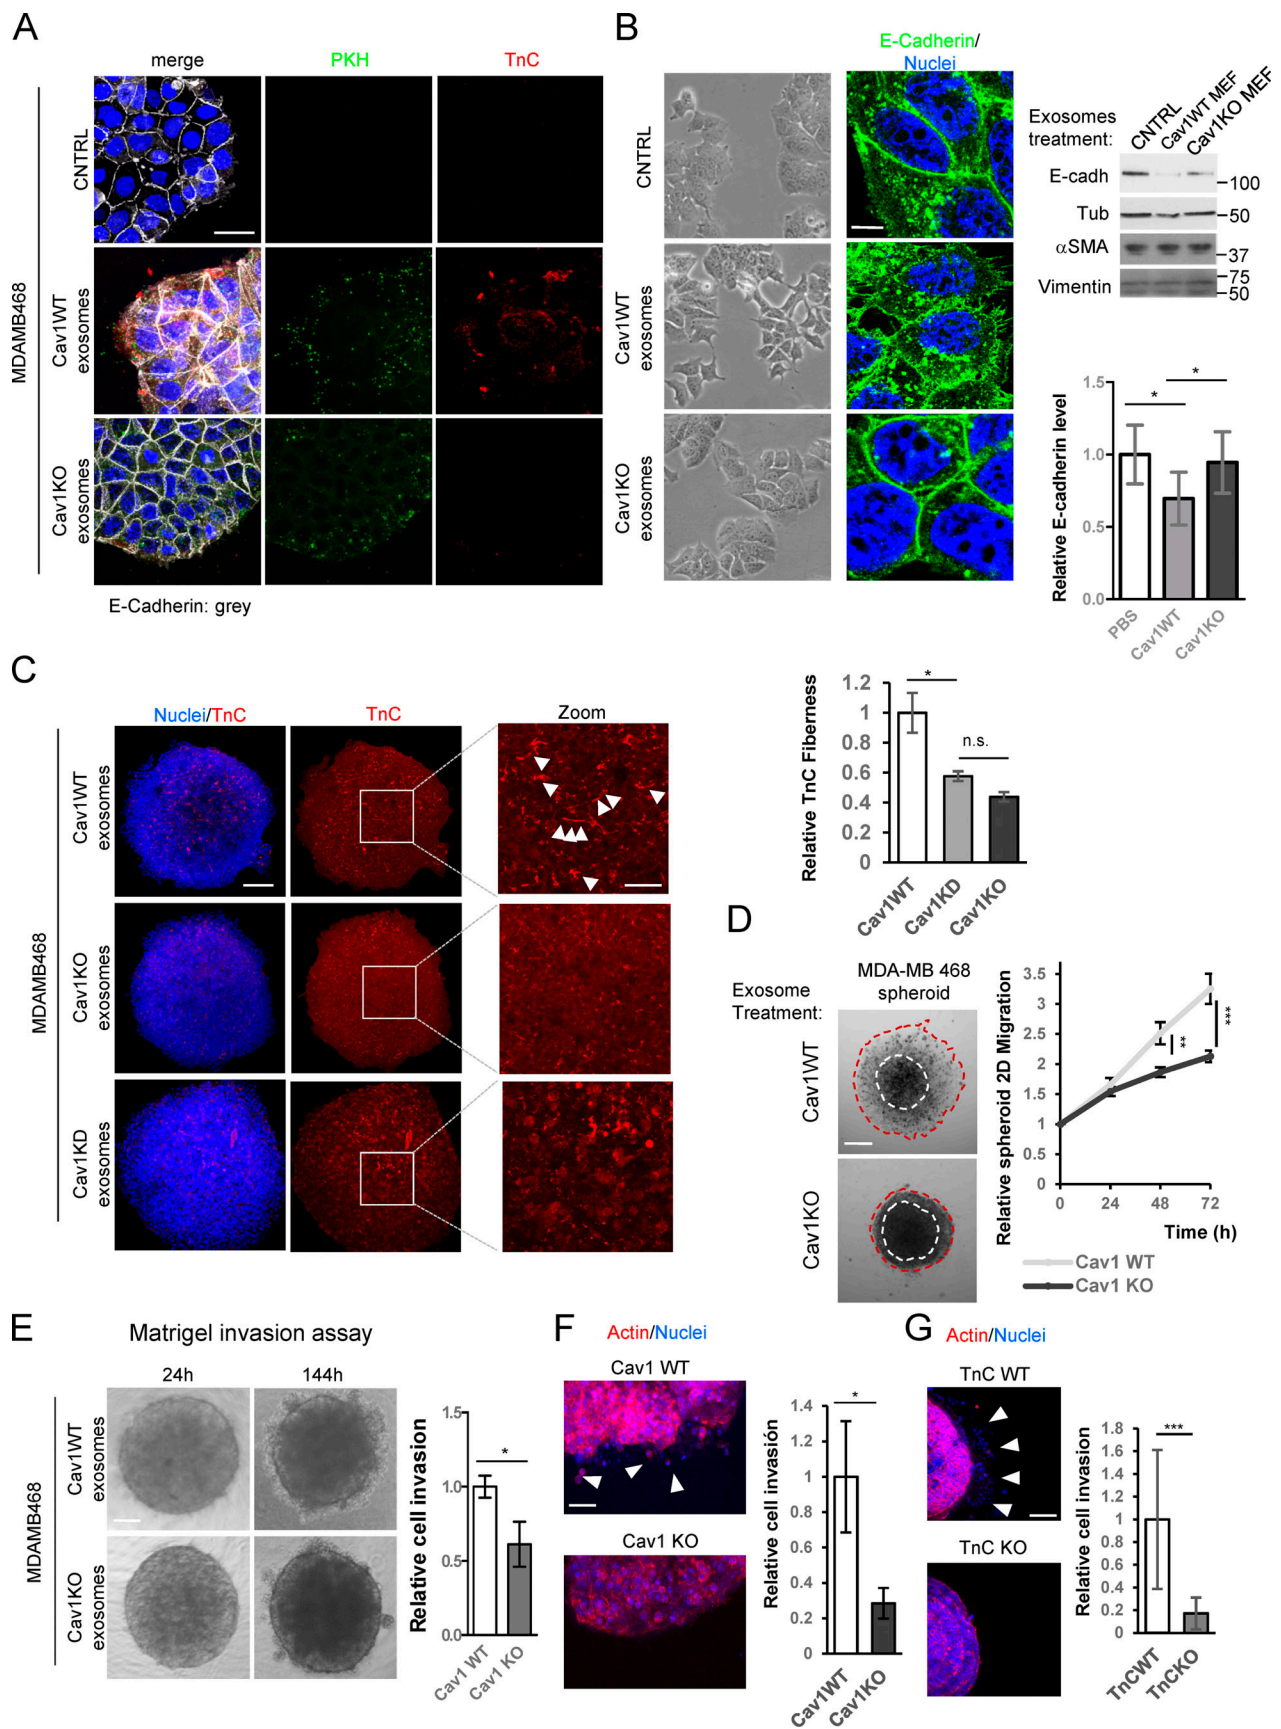 A
merge
PKH
TnC
MDAMB468
CNTRL
Cav1WT
exosomes
Cav1KO
exosomes
E-Cadherin: grey
B
E-Cadherin/
Nuclei
CNTRL
Cav1WT
exosomes
Cav1KO
exosomes
Exosomes
treatment:
CNTRL
Cav1WT MEF
Cav1KO MEF
E-cadh
100
Tub
50
αSMA
37
Vimentin
75
50
Relative E-cadherin level
1.5
1.0
0.5
0.0
*
*
PBS
Cav1WT
Cav1KO
C
Nuclei/TnC
TnC
Zoom
MDAMB468
Cav1WT
exosomes
Cav1KO
exosomes
Cav1KD
exosomes
Relative TnC Fiberness
1.2
1
0.8
0.6
0.4
0.2
0
*
n.s.
Cav1WT
Cav1KD
Cav1KO
D
Exosome
Treatment:
MDA-MB 468
spheroid
Cav1WT
Cav1KO
Relative spheroid 2D Migration
3.5
3
2.5
2
1.5
1
0.5
0
**
***
0
24
48
72
Time (h)
Cav1 WT
Cav1 KO
E
Matrigel invasion assay
24h
144h
MDAMB468
Cav1WT
exosomes
Cav1KO
exosomes
Relative cell invasion
1.5
1.0
0.5
0.0
*
Cav1 WT
Cav1 KO
F
Actin/Nuclei
Cav1 WT
Cav1 KO
Relative cell invasión
1.4
1.2
1
0.8
0.6
0.4
0.2
0
*
Cav1WT
Cav1KO
G
Actin/Nuclei
TnC WT
TnC KO
Relative cell invasion
1.8
1.6
1.4
1.2
1
0.8
0.6
0.4
0.2
0
***
TnCWT
TnCKO